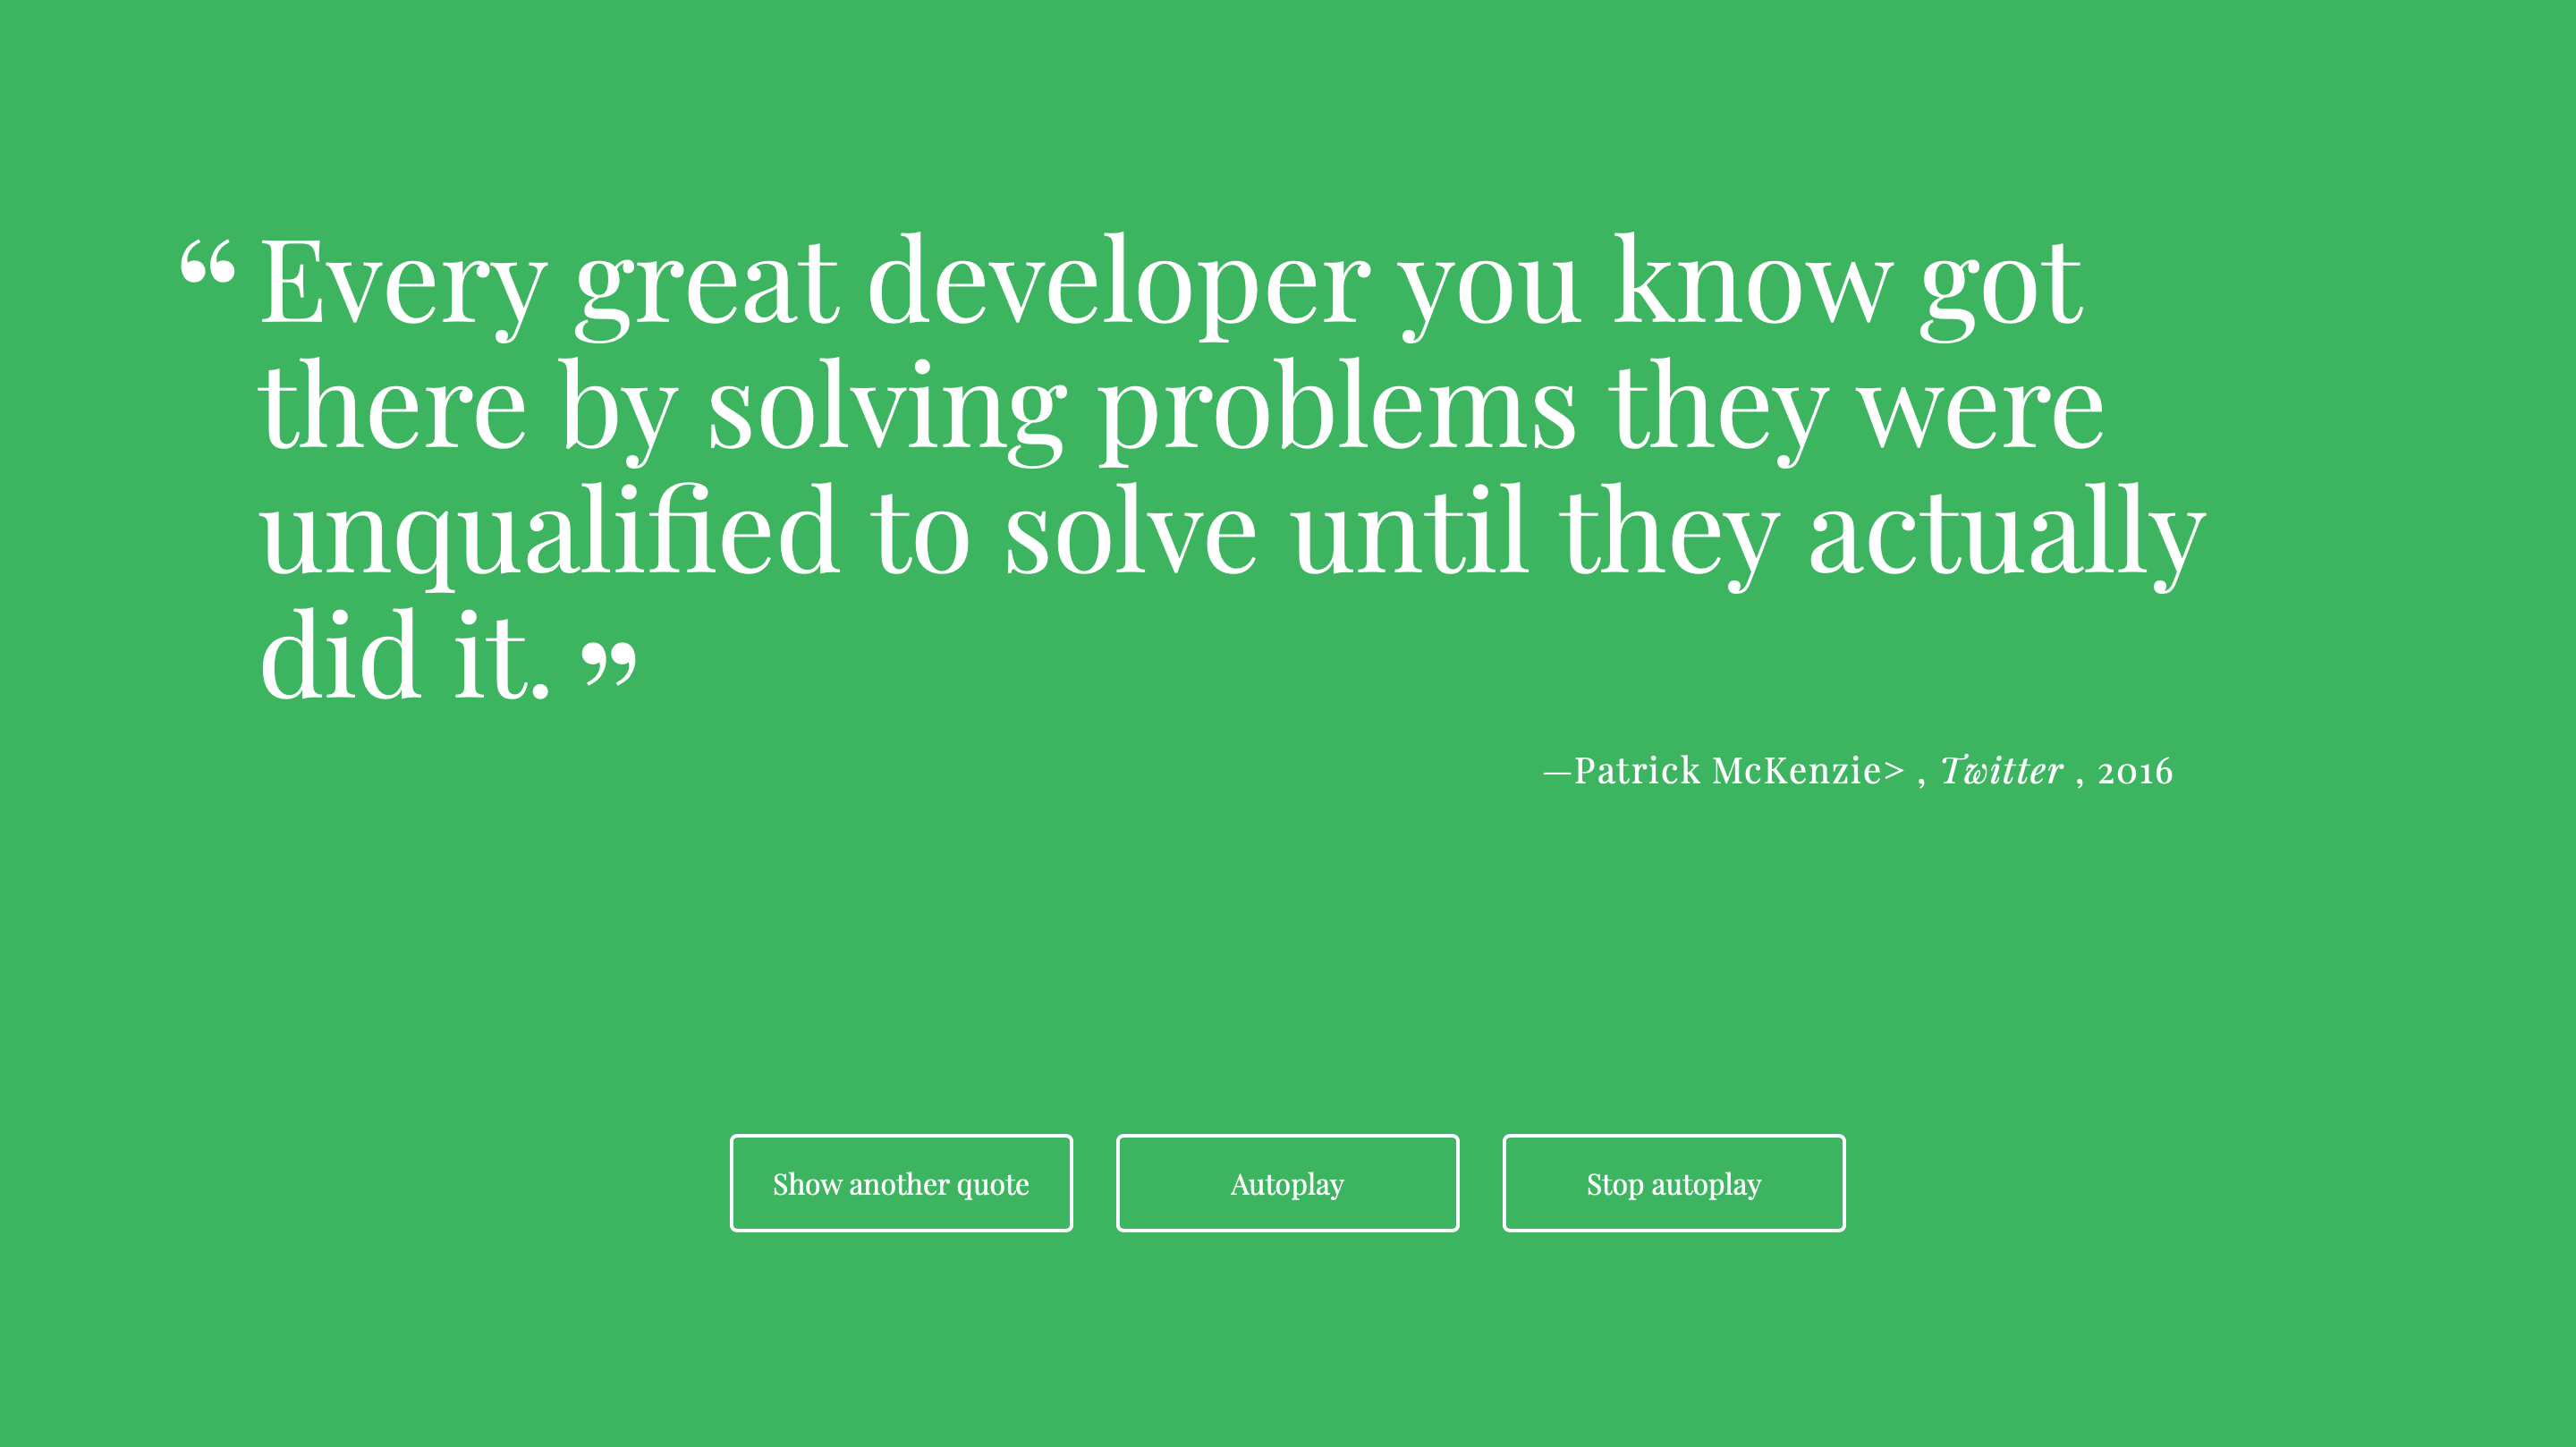 “Every great developer you know got
there by solving problems they were
unqualified to solve until they actually
did it.”
—Patrick McKenzie> , Twitter , 2016
Show another quote
Autoplay
Stop autoplay